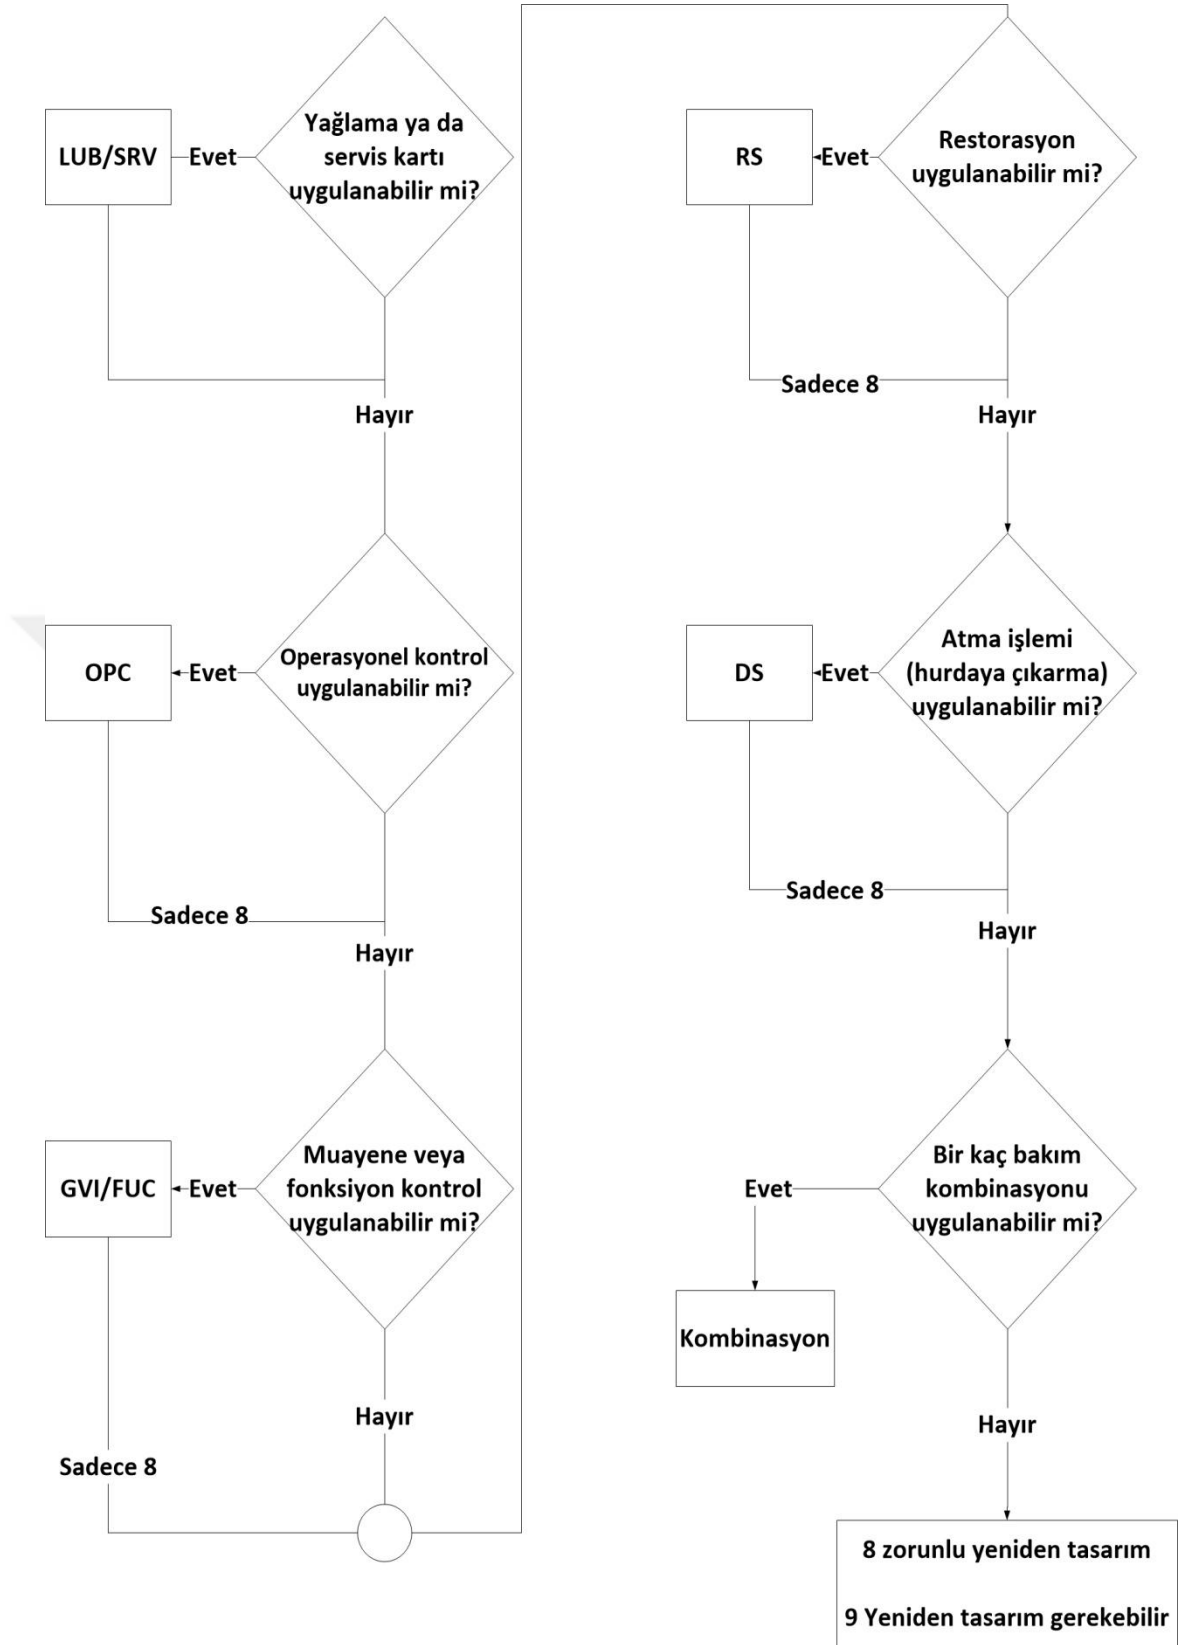 Yağlama ya da
servis kartı
uygulanabilir mi?
Evet
LUB/SRV
Hayır
Operasyonel kontrol
uygulanabilir mi?
Evet
OPC
Sadece 8
Hayır
Muayene veya
fonksiyon kontrol
uygulanabilir mi?
Evet
GVI/FUC
Hayır
Sadece 8
Restorasyon
uygulanabilir mi?
Evet
RS
Sadece 8
Hayır
Atma işlemi
(hurdaya çıkarma)
uygulanabilir mi?
Evet
DS
Sadece 8
Hayır
Bir kaç bakım
kombinasyonu
uygulanabilir mi?
Evet
Kombinasyon
Hayır
8 zorunlu yeniden tasarım
9 Yeniden tasarım gerekebilir